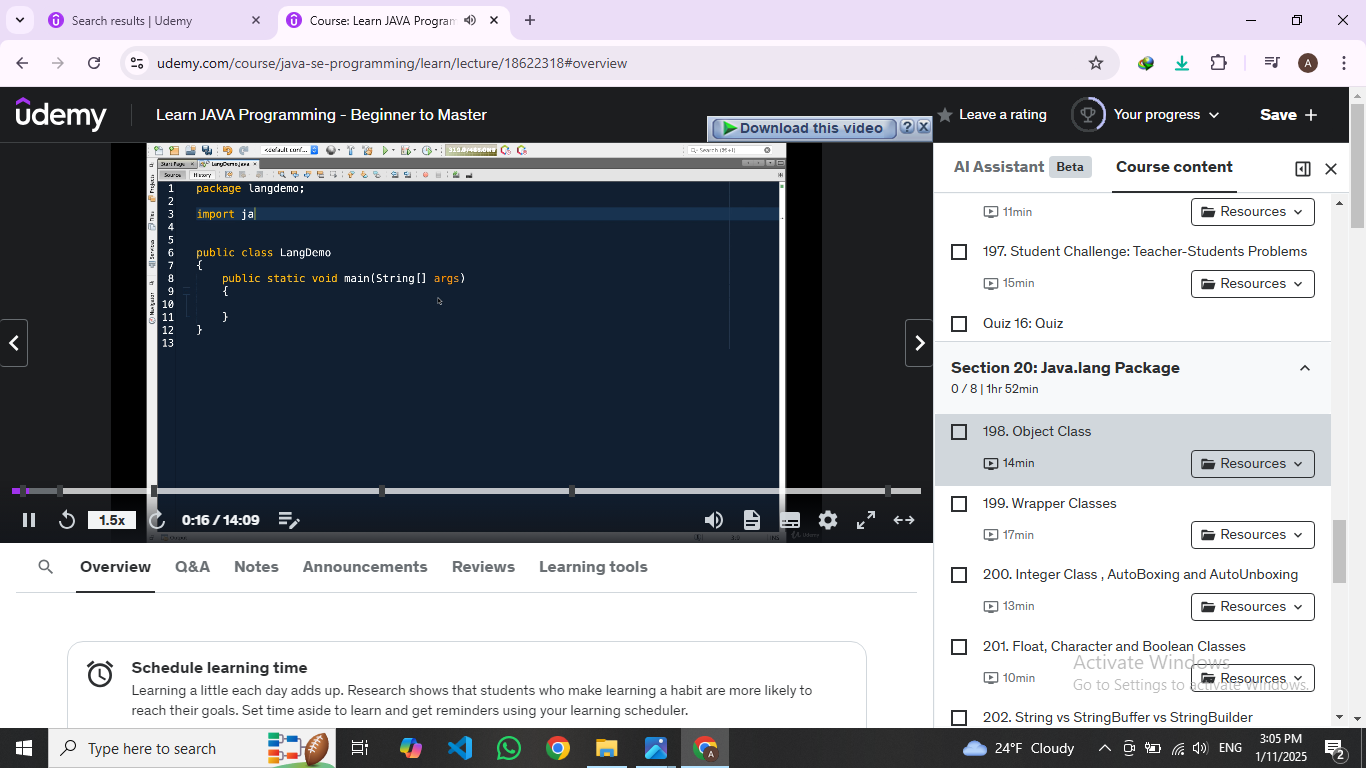 Search results | Udemy
Course: Learn JAVA Program
udemy.com/course/java-se-programming/learn/lecture/18622318#overview
A
ûdemy
Learn JAVA Programming - Beginner to Master
Leave a rating
Your progress
Save +
Download this video
?
AI Assistant
Beta
Course content
Start Page
LangDemo.java
<default conf...
Search (⌘+I)
Source
History
Projects
Files
Services
Navigator
1 package langdemo;
2
3 import ja
4
5
6 public class LangDemo
7 {
8 public static void main(String[] args)
9 {
10
11 }
12 }
13
1.5x
0:16 / 14:09
11min
Resources
197. Student Challenge: Teacher-Students Problems
15min
Resources
Quiz 16: Quiz
Section 20: Java.lang Package
0 / 8 | 1hr 52min
198. Object Class
14min
Resources
199. Wrapper Classes
17min
Resources
200. Integer Class , AutoBoxing and AutoUnboxing
13min
Resources
201. Float, Character and Boolean Classes
10min
Resources
202. String vs StringBuffer vs StringBuilder
Activate Windows
Go to Settings to activate Windows.
Overview
Q&A
Notes
Announcements
Reviews
Learning tools
Schedule learning time
Learning a little each day adds up. Research shows that students who make learning a habit are more likely to
reach their goals. Set time aside to learn and get reminders using your learning scheduler.
Type here to search
24°F Cloudy
ENG
3:05 PM
1/11/2025
2